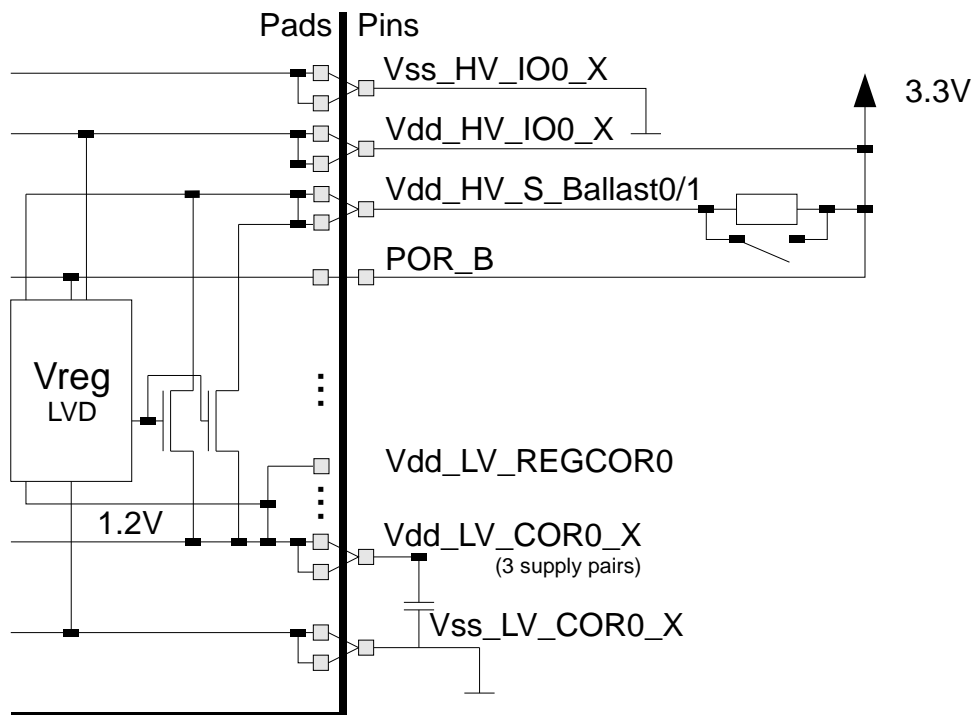 Pads Pins
Vss_HV_IO0_X
3.3V
Vdd_HV_IO0_X
Vdd_HV_S_Ballast0/1
POR_B
Vreg
LVD
Vdd_LV_REGCOR0
1.2V
Vdd_LV_COR0_X
(3 supply pairs)
Vss_LV_COR0_X